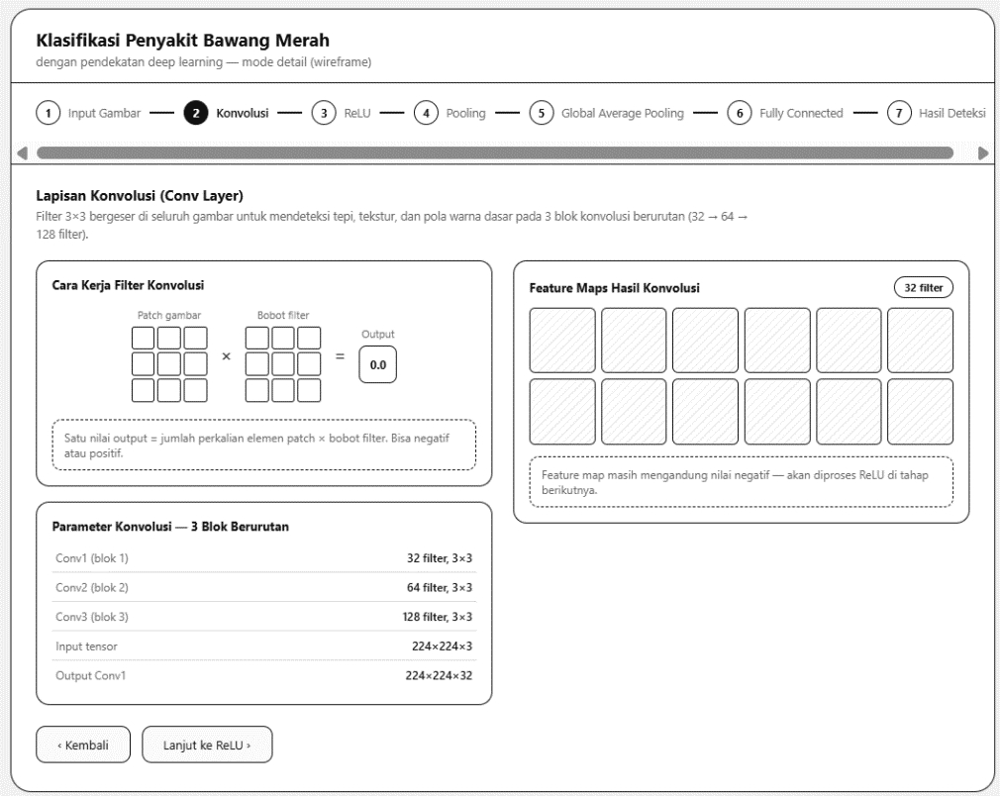 Klasifikasi Penyakit Bawang Merah
dengan pendekatan deep learning — mode detail (wireframe)
1 Input Gambar
2 Konvolusi
3 ReLU
4 Pooling
5 Global Average Pooling
6 Fully Connected
7 Hasil Deteksi
Lapisan Konvolusi (Conv Layer)
Filter 3×3 bergeser di seluruh gambar untuk mendeteksi tepi, tekstur, dan pola warna dasar pada 3 blok konvolusi berurutan (32 → 64 →
128 filter).
Cara Kerja Filter Konvolusi
Patch gambar
×
Bobot filter
=
Output
0.0
Satu nilai output = jumlah perkalian elemen patch × bobot filter. Bisa negatif
atau positif.
Parameter Konvolusi — 3 Blok Berurutan
Conv1 (blok 1) 32 filter, 3×3
Conv2 (blok 2) 64 filter, 3×3
Conv3 (blok 3) 128 filter, 3×3
Input tensor 224×224×3
Output Conv1 224×224×32
Feature Maps Hasil Konvolusi
32 filter
Feature map masih mengandung nilai negatif — akan diproses ReLU di tahap
berikutnya.
‹ Kembali
Lanjut ke ReLU ›